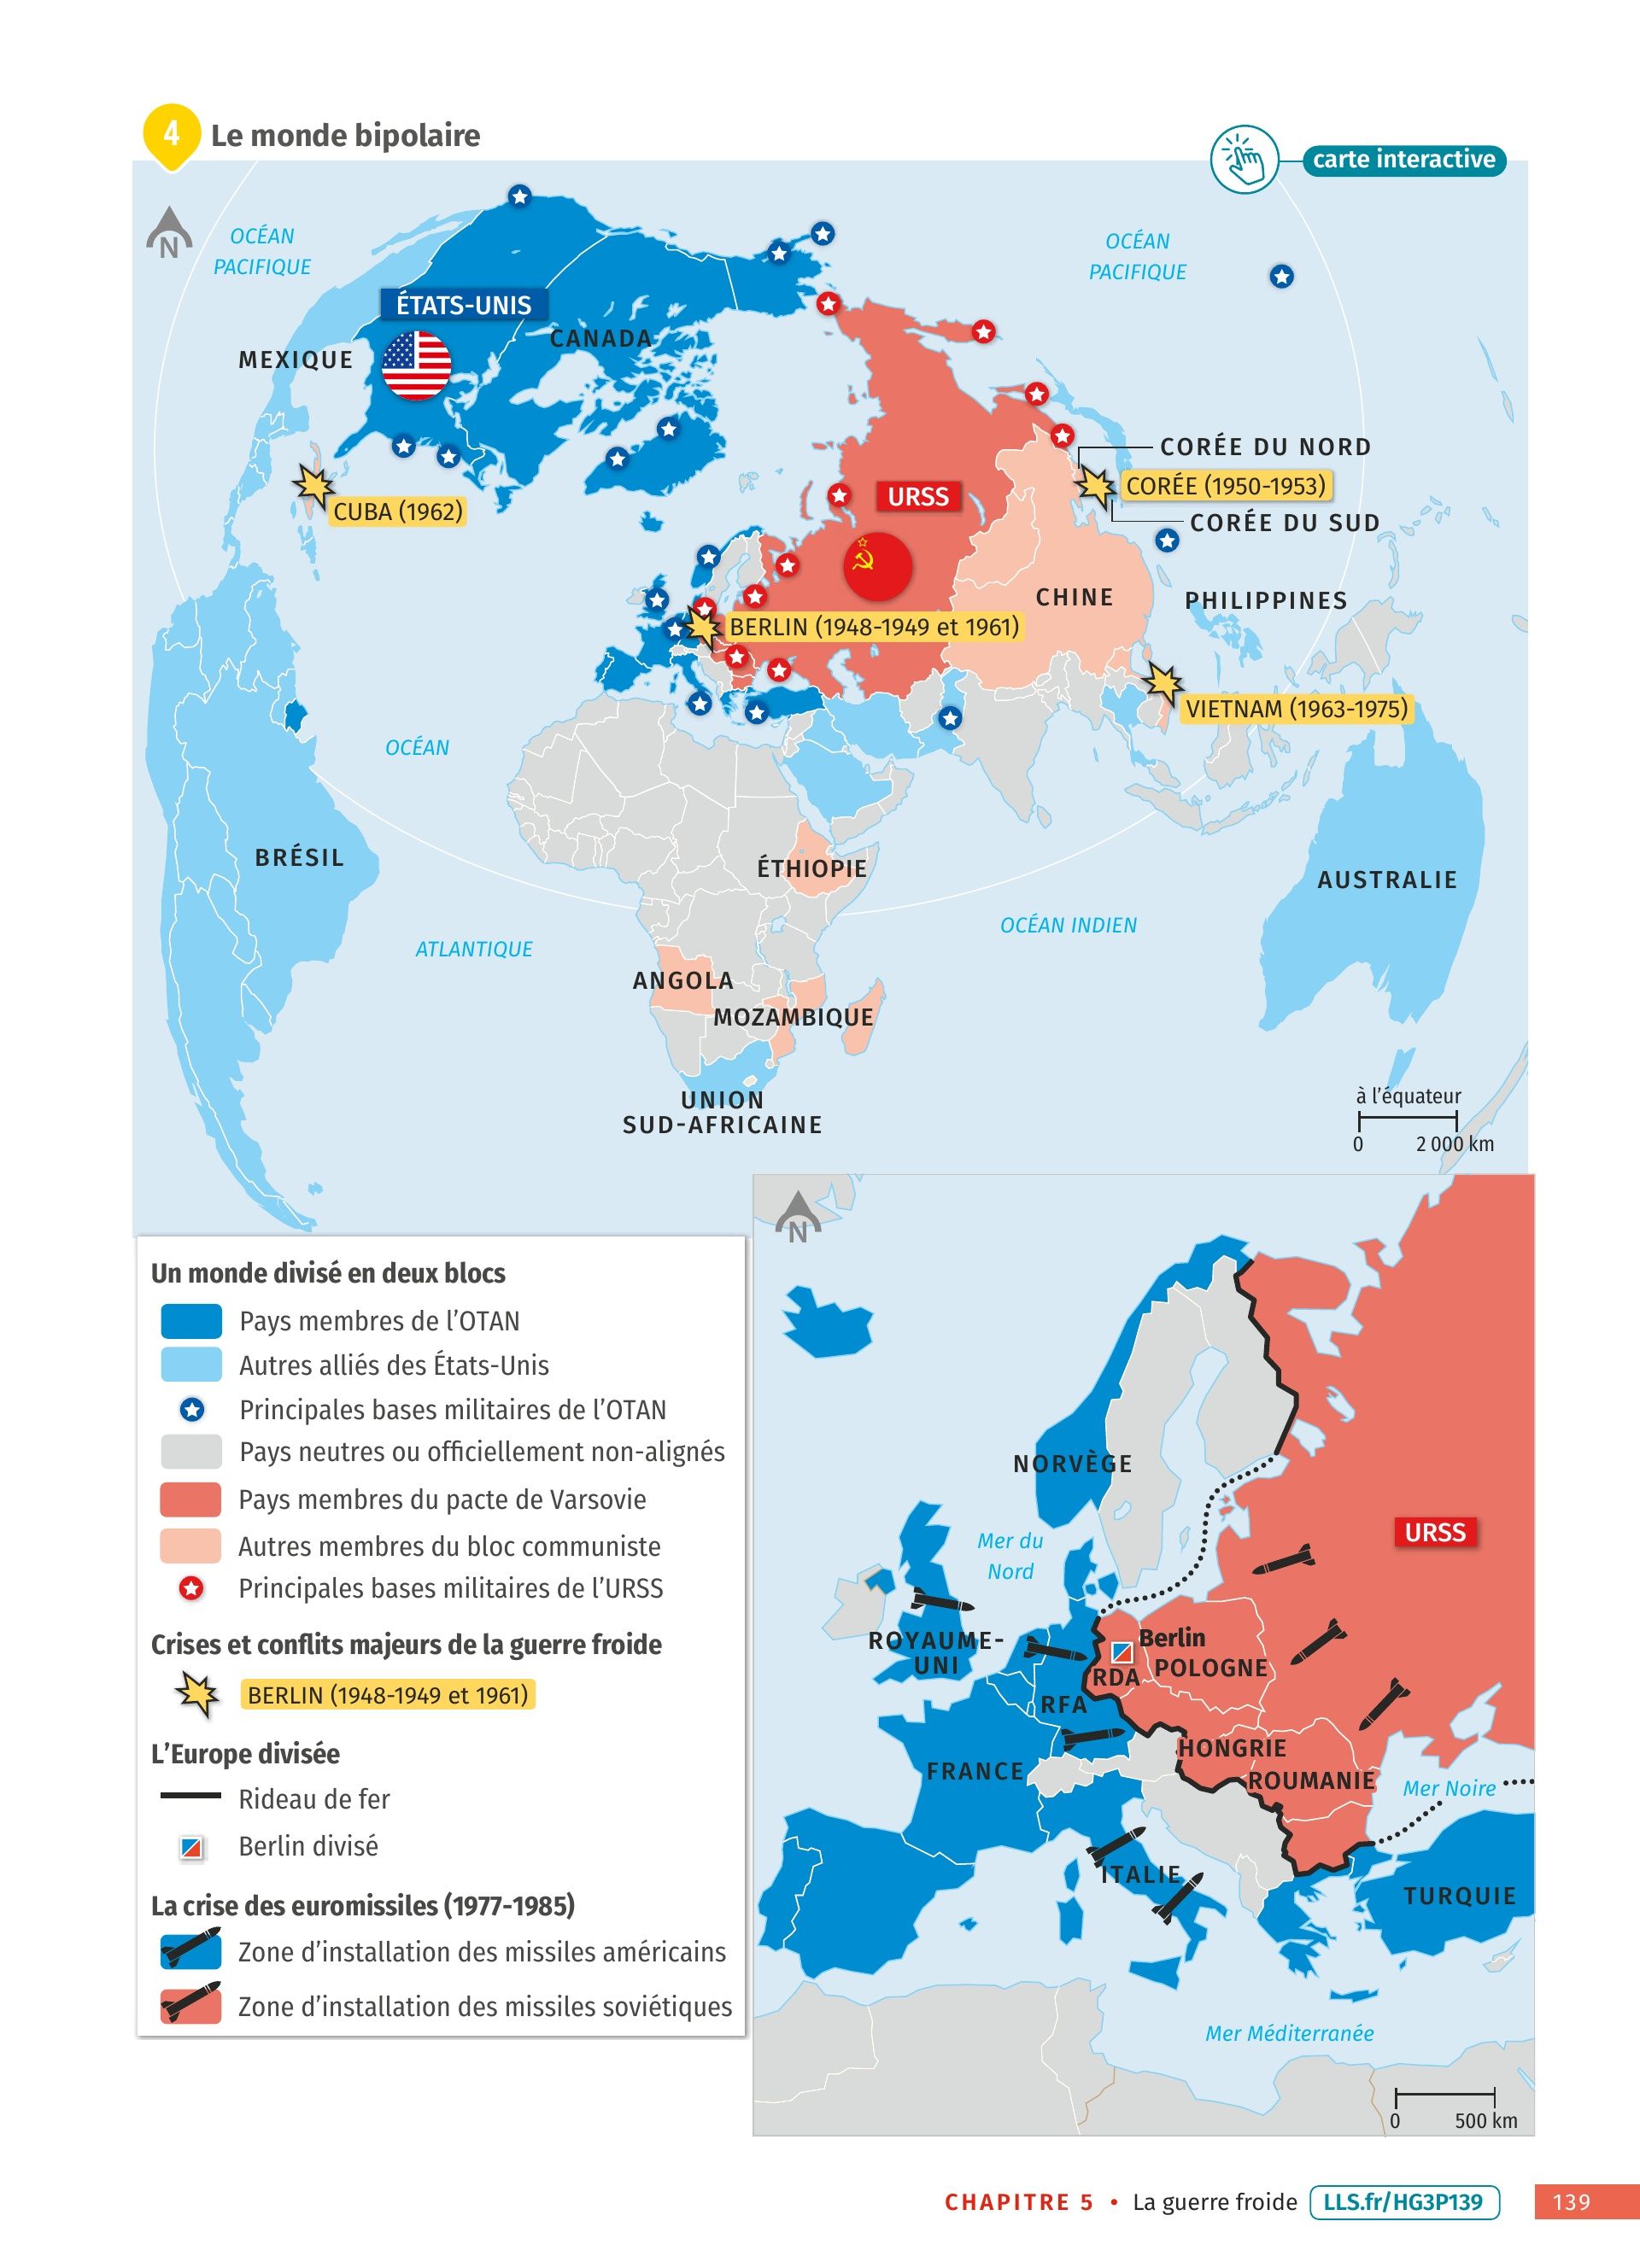 4 Le monde bipolaire
carte interactive
N
OCÉAN
PACIFIQUE
OCÉAN
PACIFIQUE
ÉTATS-UNIS
CANADA
MEXIQUE
CORÉE DU NORD
CORÉE (1950-1953)
CORÉE DU SUD
URSS
CUBA (1962)
CHINE
PHILIPPINES
BERLIN (1948-1949 et 1961)
VIETNAM (1963-1975)
OCÉAN
BRÉSIL
ÉTHIOPIE
AUSTRALIE
OCÉAN INDIEN
ATLANTIQUE
ANGOLA
MOZAMBIQUE
UNION
SUD-AFRICAINE
à l'équateur
0 2 000 km
Un monde divisé en deux blocs
Pays membres de l'OTAN
Autres alliés des États-Unis
Principales bases militaires de l'OTAN
Pays neutres ou officiellement non-alignés
Pays membres du pacte de Varsovie
Autres membres du bloc communiste
Principales bases militaires de l'URSS
Crises et conflits majeurs de la guerre froide
BERLIN (1948-1949 et 1961)
L'Europe divisée
Rideau de fer
Berlin divisé
La crise des euromissiles (1977-1985)
Zone d'installation des missiles américains
Zone d'installation des missiles soviétiques
N
NORVÈGE
URSS
Mer du
Nord
ROYAUME-
UNI
Berlin
POLOGNE
RDA
RFA
HONGRIE
FRANCE
ROUMANIE
Mer Noire
ITALIE
TURQUIE
Mer Méditerranée
0 500 km
CHAPITRE 5 • La guerre froide LLS.fr/HG3P139 139